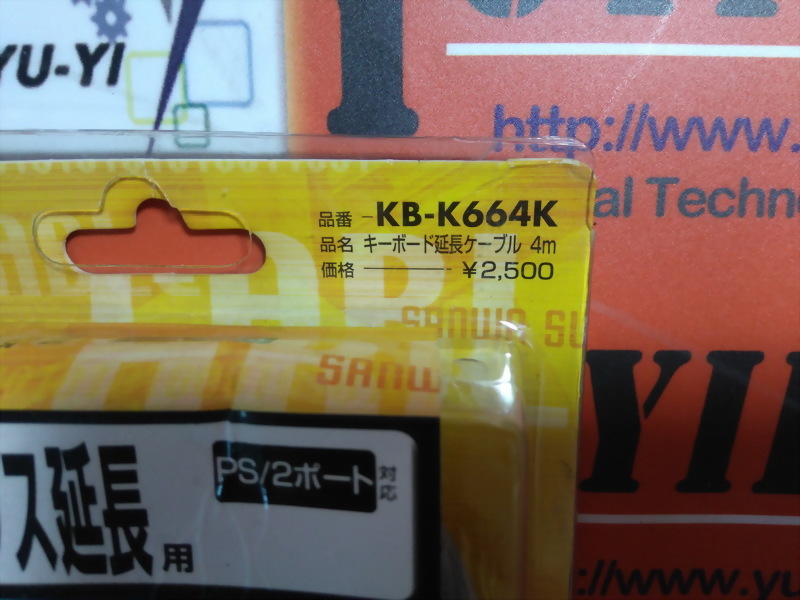 YU-YI
http://www.
al Techno
品番 - KB-K664K
品名 キーボード延長ケーブル 4m
価格 ¥2,500
SANWA SU
SANW
ス延長用
PS/2ポート対応
YI
://www.